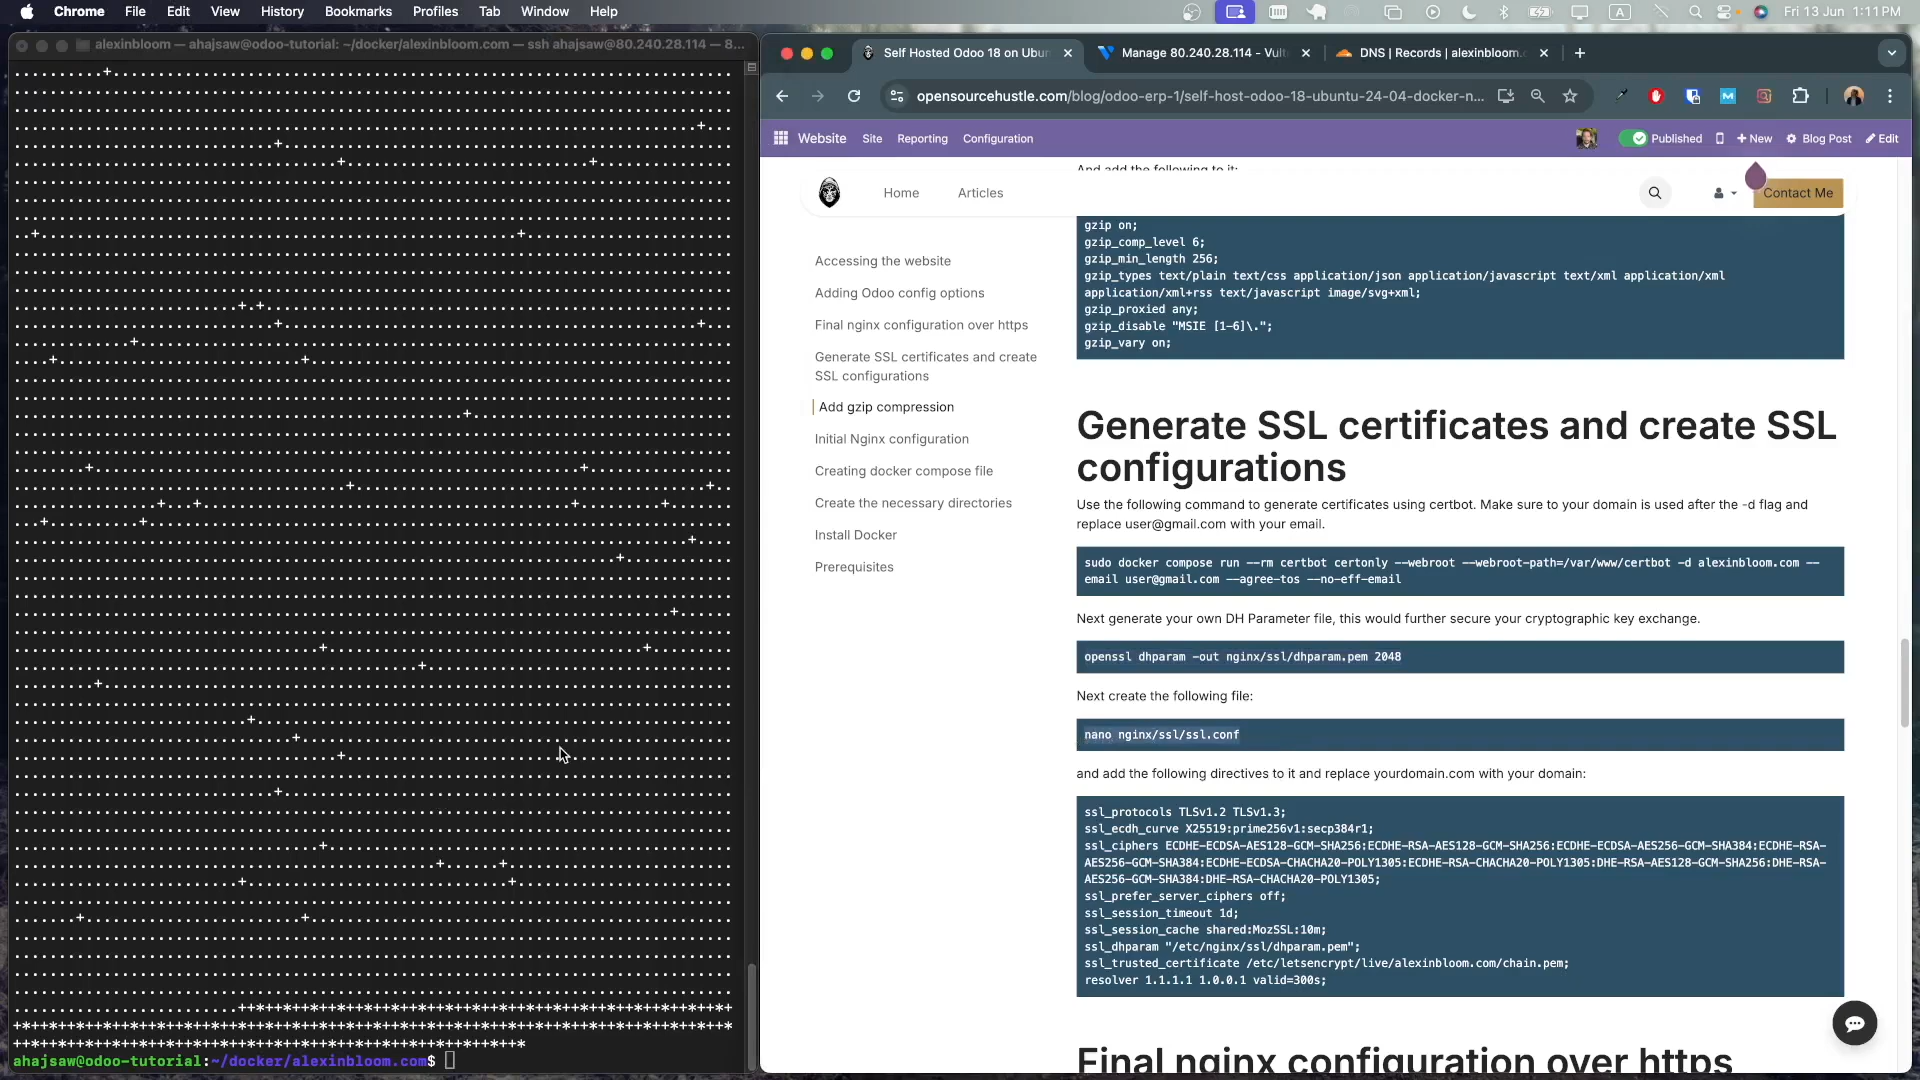 Chrome File Edit View History Bookmarks Profiles Tab Window Help
A
Fri 13 Jun 1:11 PM
alexinbloom — ahajsaw@odoo-tutorial: ~/docker/alexinbloom.com — ssh ahajsaw@80.240.28.114 — 8...
ahajsaw@odoo-tutorial:~/docker/alexinbloom.com$
Self Hosted Odoo 18 on Ubun
Manage 80.240.28.114 - Vult
DNS | Records | alexinbloom.
opensourcehustle.com/blog/odoo-erp-1/self-host-odoo-18-ubuntu-24-04-docker-n...
Website Site Reporting Configuration
Published + New Blog Post Edit
And add the following to it:
Home Articles
Contact Me
Accessing the website
Adding Odoo config options
Final nginx configuration over https
Generate SSL certificates and create
SSL configurations
Add gzip compression
Initial Nginx configuration
Creating docker compose file
Create the necessary directories
Install Docker
Prerequisites
gzip on;
gzip_comp_level 6;
gzip_min_length 256;
gzip_types text/plain text/css application/json application/javascript text/xml application/xml
application/xml+rss text/javascript image/svg+xml;
gzip_proxied any;
gzip_disable "MSIE [1-6]\.";
gzip_vary on;
Generate SSL certificates and create SSL
configurations
Use the following command to generate certificates using certbot. Make sure to your domain is used after the -d flag and
replace user@gmail.com with your email.
sudo docker compose run --rm certbot certonly --webroot --webroot-path=/var/www/certbot -d alexinbloom.com --
email user@gmail.com --agree-tos --no-eff-email
Next generate your own DH Parameter file, this would further secure your cryptographic key exchange.
openssl dhparam -out nginx/ssl/dhparam.pem 2048
Next create the following file:
nano nginx/ssl/ssl.conf
and add the following directives to it and replace yourdomain.com with your domain:
ssl_protocols TLSv1.2 TLSv1.3;
ssl_ecdh_curve X25519:prime256v1:secp384r1;
ssl_ciphers ECDHE-ECDSA-AES128-GCM-SHA256:ECDHE-RSA-AES128-GCM-SHA256:ECDHE-ECDSA-AES256-GCM-SHA384:ECDHE-RSA-
AES256-GCM-SHA384:ECDHE-ECDSA-CHACHA20-POLY1305:ECDHE-RSA-CHACHA20-POLY1305:DHE-RSA-AES128-GCM-SHA256:DHE-RSA-
AES256-GCM-SHA384:DHE-RSA-CHACHA20-POLY1305;
ssl_prefer_server_ciphers off;
ssl_session_timeout 1d;
ssl_session_cache shared:MozSSL:10m;
ssl_dhparam "/etc/nginx/ssl/dhparam.pem";
ssl_trusted_certificate /etc/letsencrypt/live/alexinbloom.com/chain.pem;
resolver 1.1.1.1 1.0.0.1 valid=300s;
Final nginx configuration over https